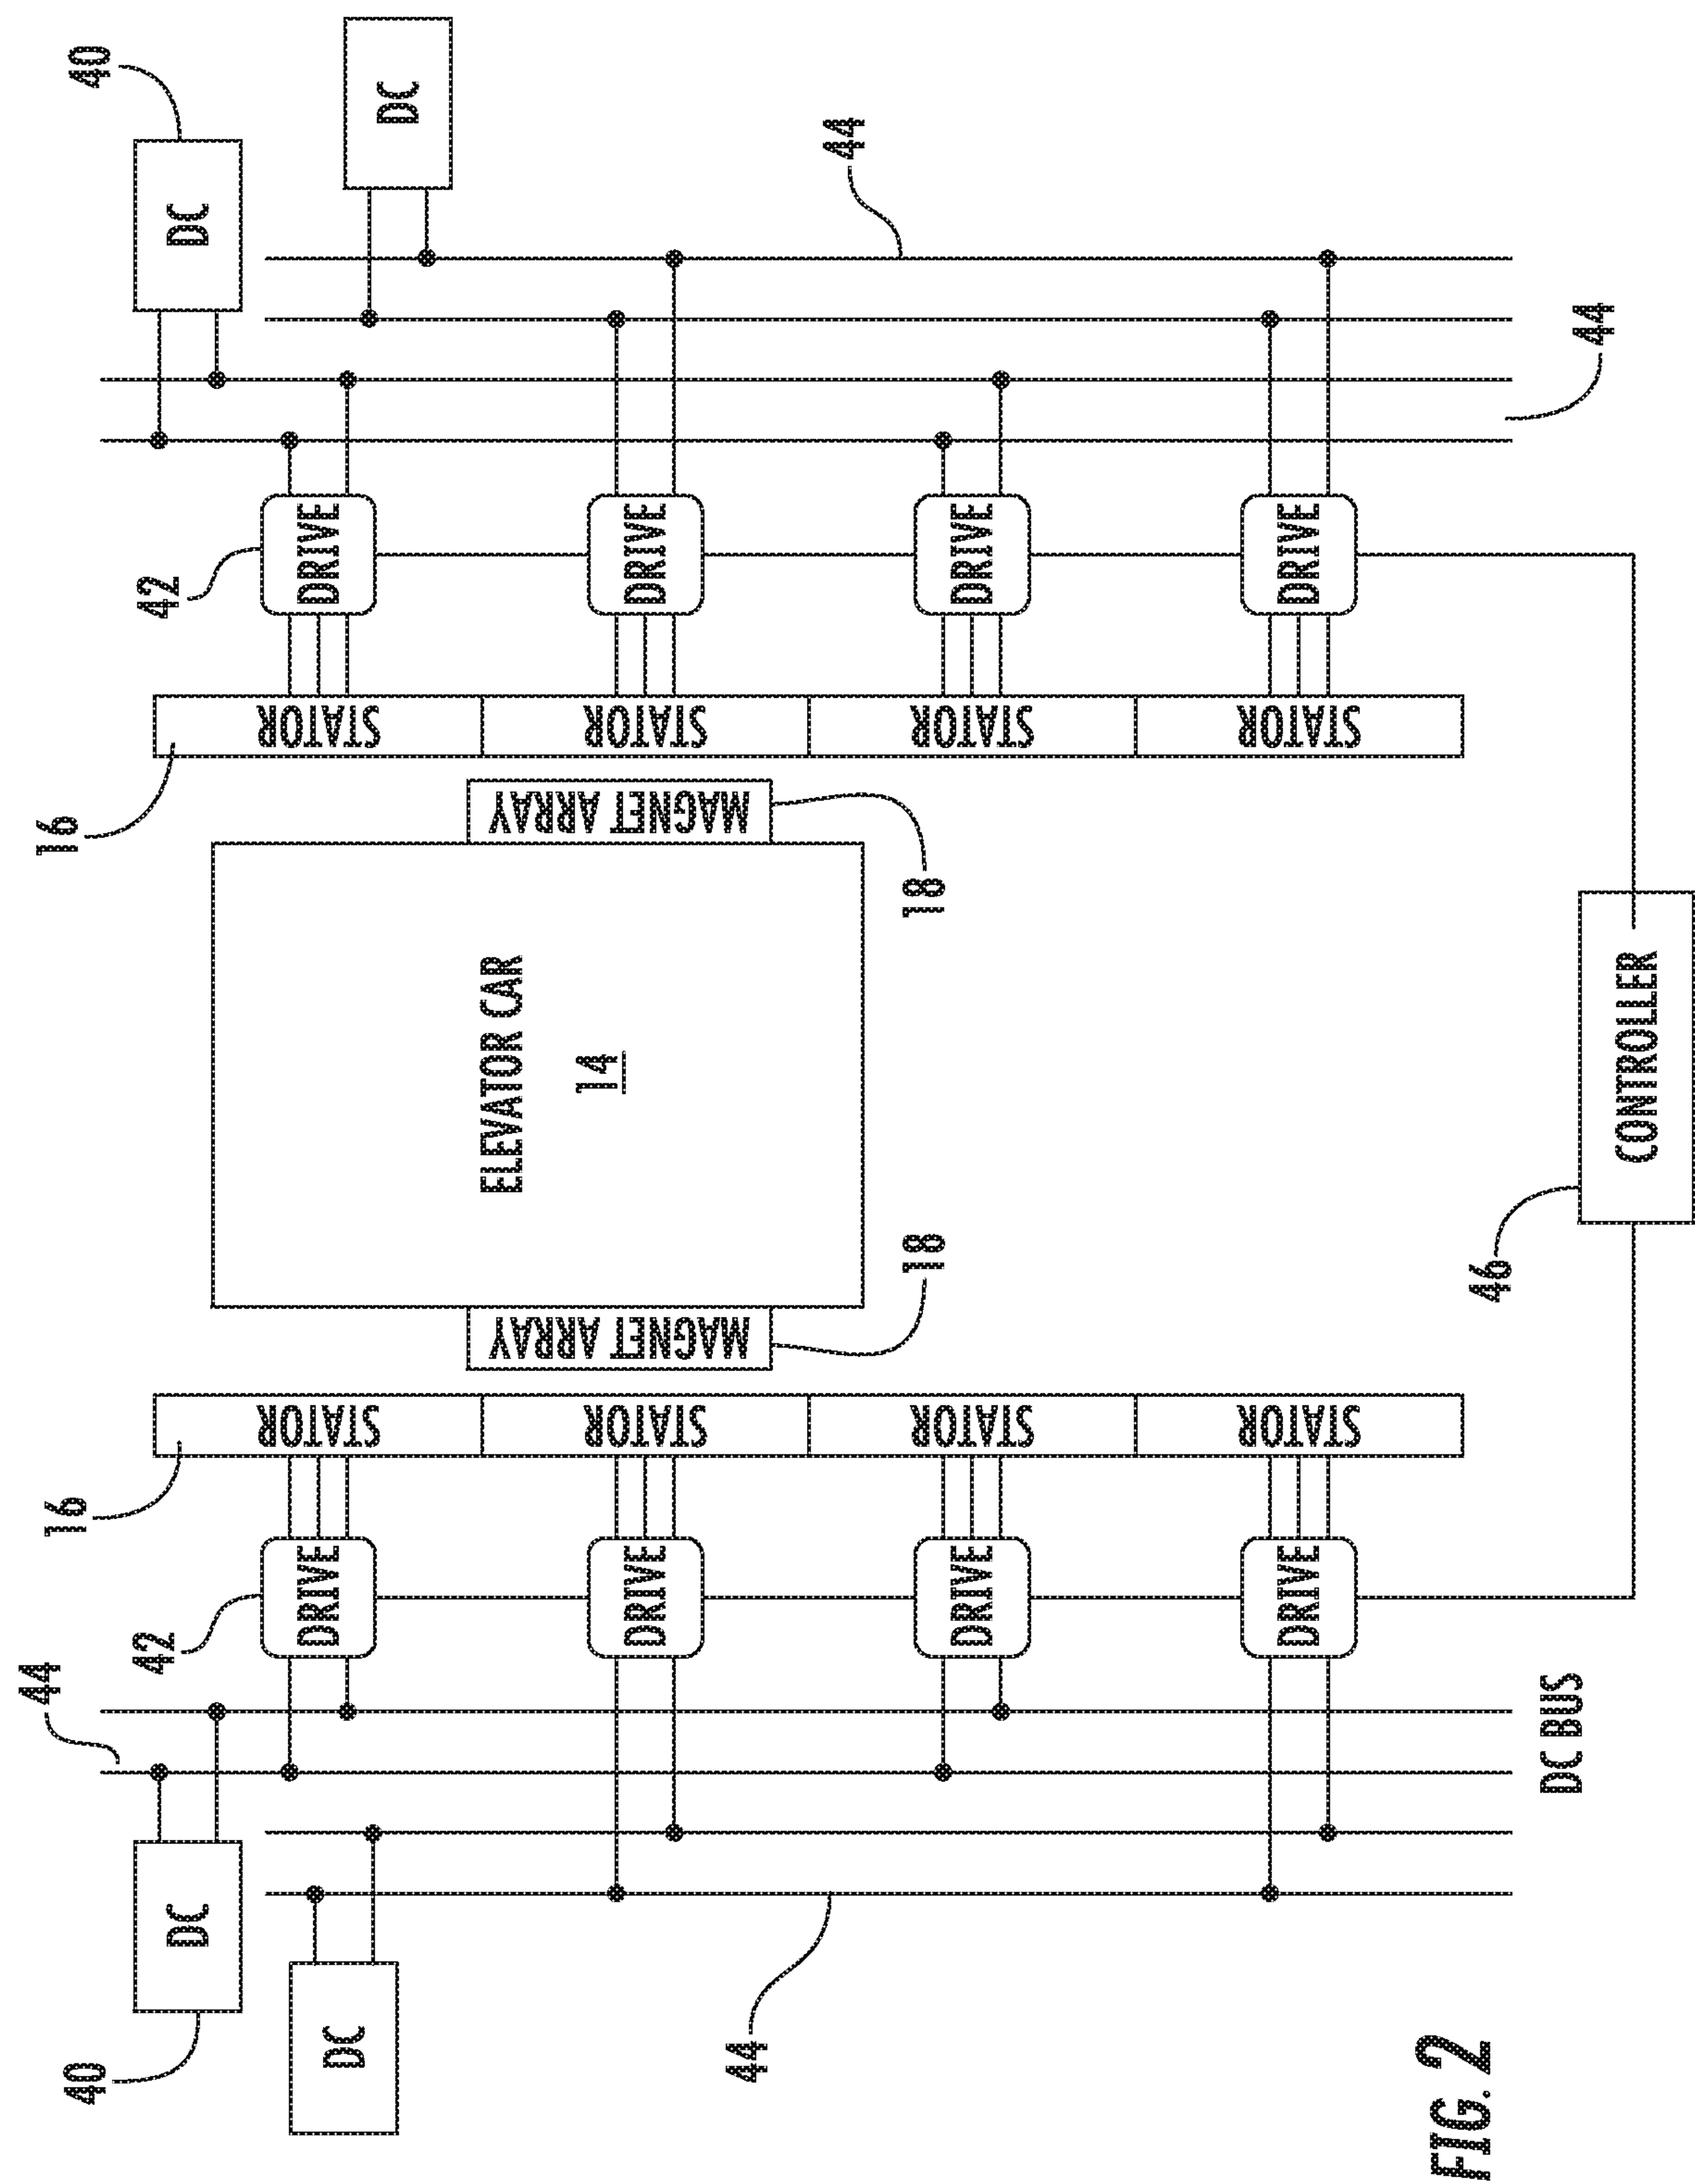 44
16
16
40
40
42
42
DC
DC
DC
DRIVE
STATOR
STATOR
DRIVE
DC
ELEVATOR CAR
14
MAGNET ARRAY
MAGNET ARRAY
DRIVE
STATOR
STATOR
DRIVE
44
44
18
18
DRIVE
STATOR
STATOR
DRIVE
DRIVE
STATOR
STATOR
DRIVE
46
DC BUS
44
CONTROLLER
FIG. 2